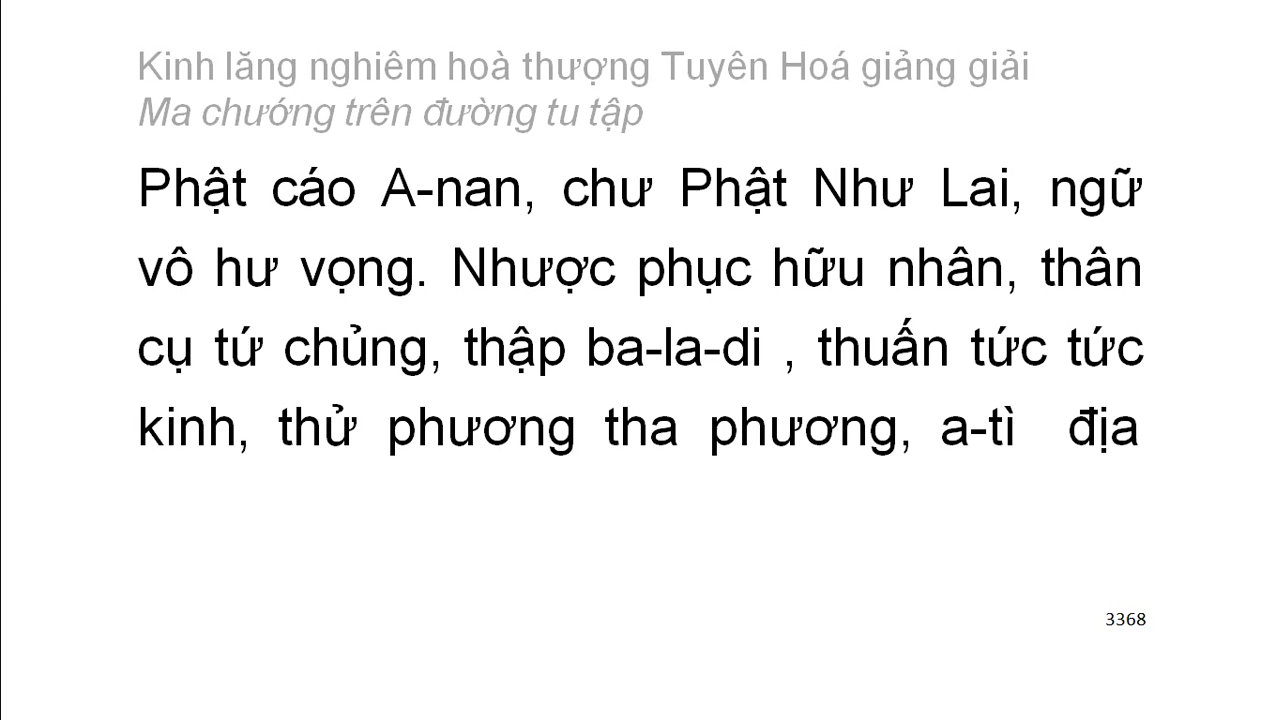 Kinh lăng nghiêm hoà thượng Tuyên Hoá giảng giải
Ma chướng trên đường tu tập
Phật cáo A-nan, chư Phật Như Lai, ngữ
vô hư vọng. Nhược phục hữu nhân, thân
cụ tứ chủng, thập ba-la-di , thuấn tức tức
kinh, thử phương tha phương, a-tì địa
3368